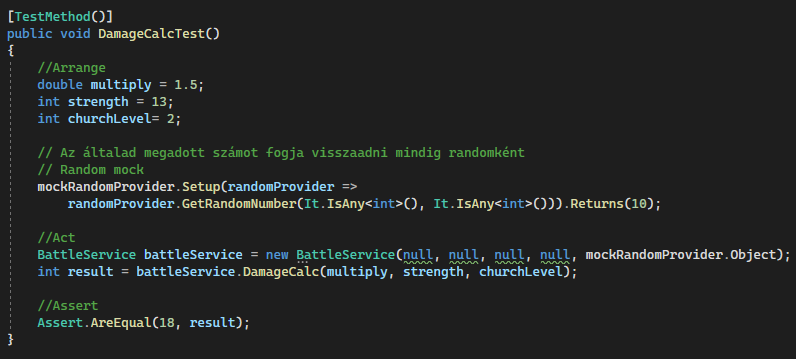 [TestMethod()]
public void DamageCalcTest()
{
//Arrange
double multiply = 1.5;
int strength = 13;
int churchLevel= 2;
// Az általad megadott számot fogja visszaadni mindig randomként
// Random mock
mockRandomProvider.Setup(randomProvider =>
randomProvider.GetRandomNumber(It.IsAny<int>(), It.IsAny<int>())).Returns(10);
//Act
BattleService battleService = new BattleService(null, null, null, null, mockRandomProvider.Object);
int result = battleService.DamageCalc(multiply, strength, churchLevel);
//Assert
Assert.AreEqual(18, result);
}